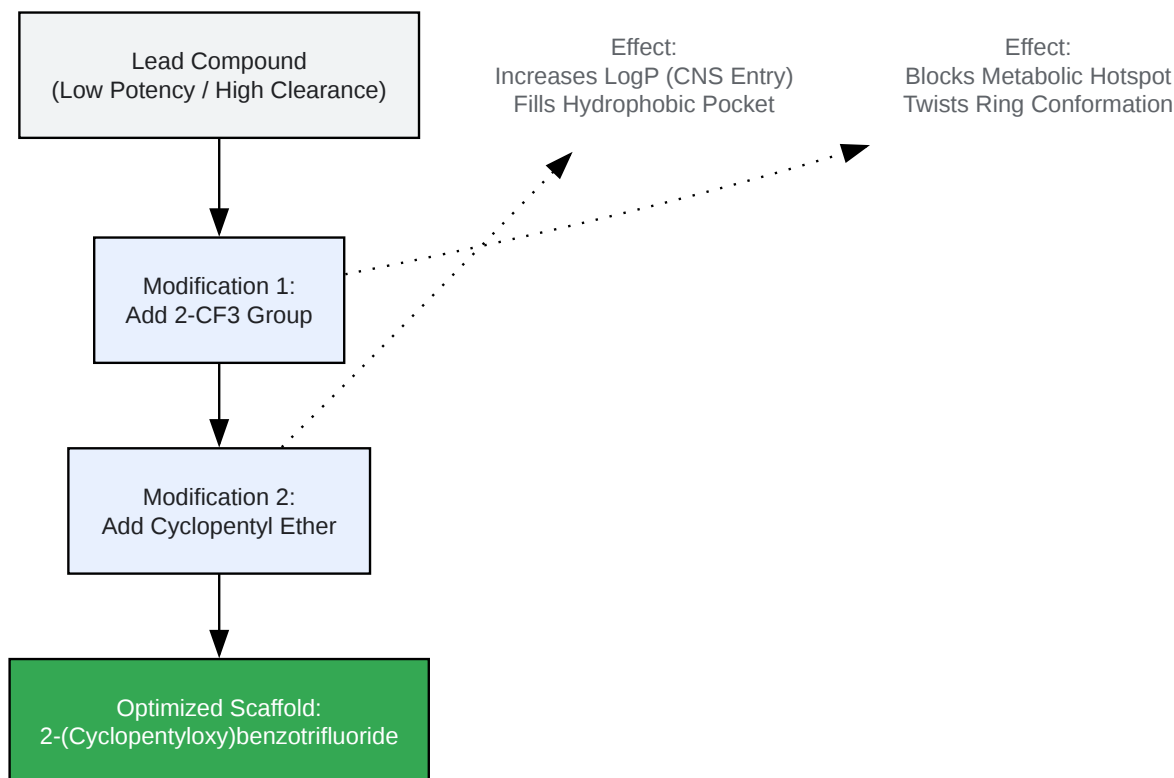 Lead Compound
(Low Potency / High Clearance)
Effect:
Increases LogP (CNS Entry)
Fills Hydrophobic Pocket
Effect:
Blocks Metabolic Hotspot
Twists Ring Conformation
Modification 1:
Add 2-CF3 Group
Modification 2:
Add Cyclopentyl Ether
Optimized Scaffold:
2-(Cyclopentyloxy)benzotrifluoride